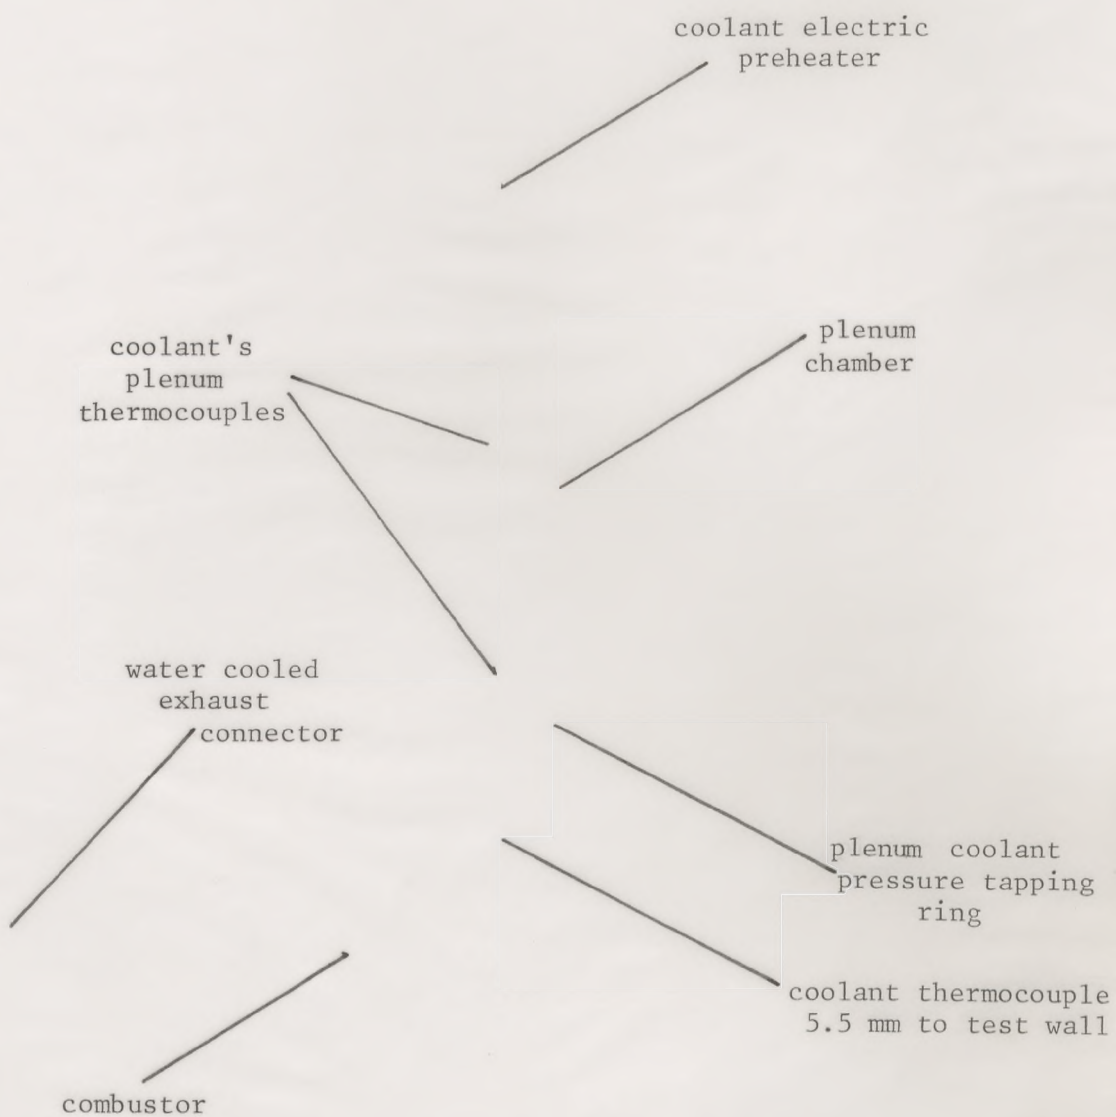 coolant electric
preheater
plenum
chamber
coolant's
plenum
thermocouples
water cooled
exhaust
connector
plenum coolant
pressure tapping
ring
coolant thermocouple
5.5 mm to test wall
combustor